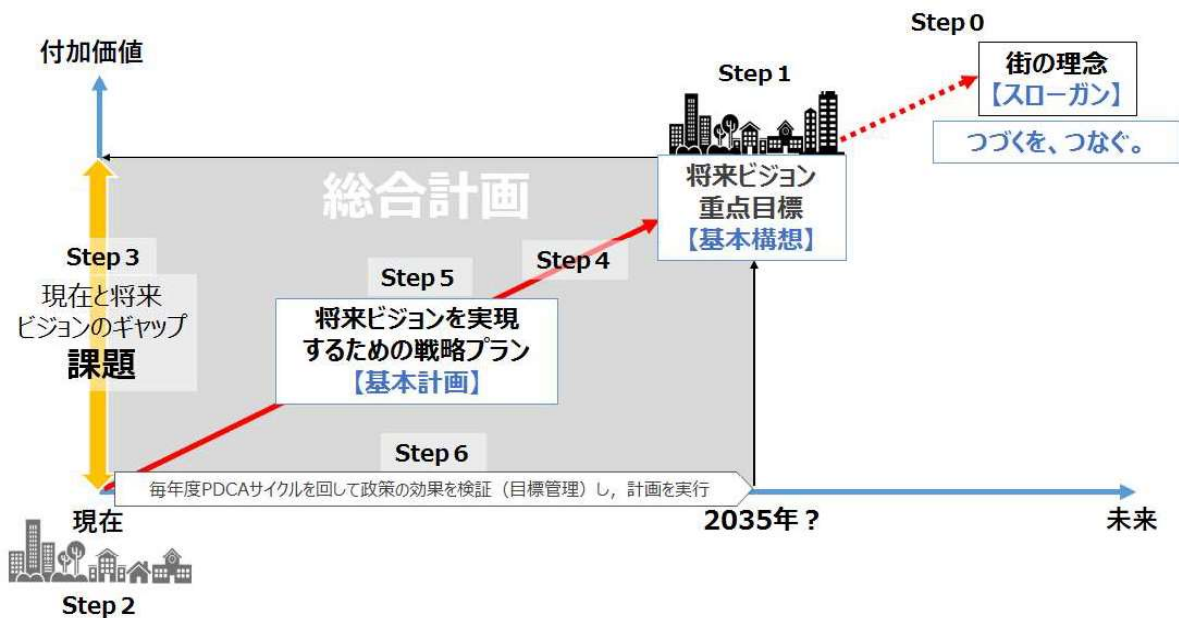 Step 0
街の理念
【スローガン】
つづくを、つなぐ。
付加価値
Step 1
将来ビジョン
重点目標
【基本構想】
総合計画
Step 3
現在と将来
ビジョンのギャップ
課題
Step 4
Step 5
将来ビジョンを実現
するための戦略プラン
【基本計画】
Step 6
毎年度PDCAサイクルを回して政策の効果を検証（目標管理）し，計画を実行
現在
2035年？
未来
Step 2